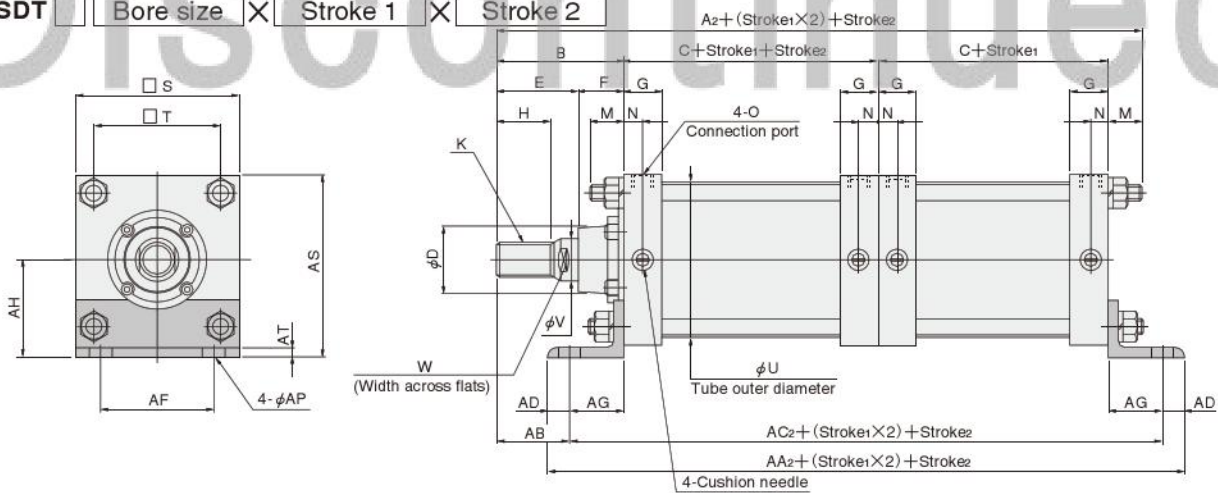 Discontinued
SDT Bore size × Stroke 1 × Stroke 2
A2+(Stroke1×2)+Stroke2
B
C+Stroke1+Stroke2
C+Stroke1
□ S
E
F
G
G
G
G
□ T
H
M
N
4-O
Connection port
N
N
N
M
K
φD
AS
AH
AT
φV
W
(Width across flats)
φU
Tube outer diameter
AF
4-φAP
AD
AG
AG
AD
AB
AC2+(Stroke1×2)+Stroke2
AA2+(Stroke1×2)+Stroke2
4-Cushion needle